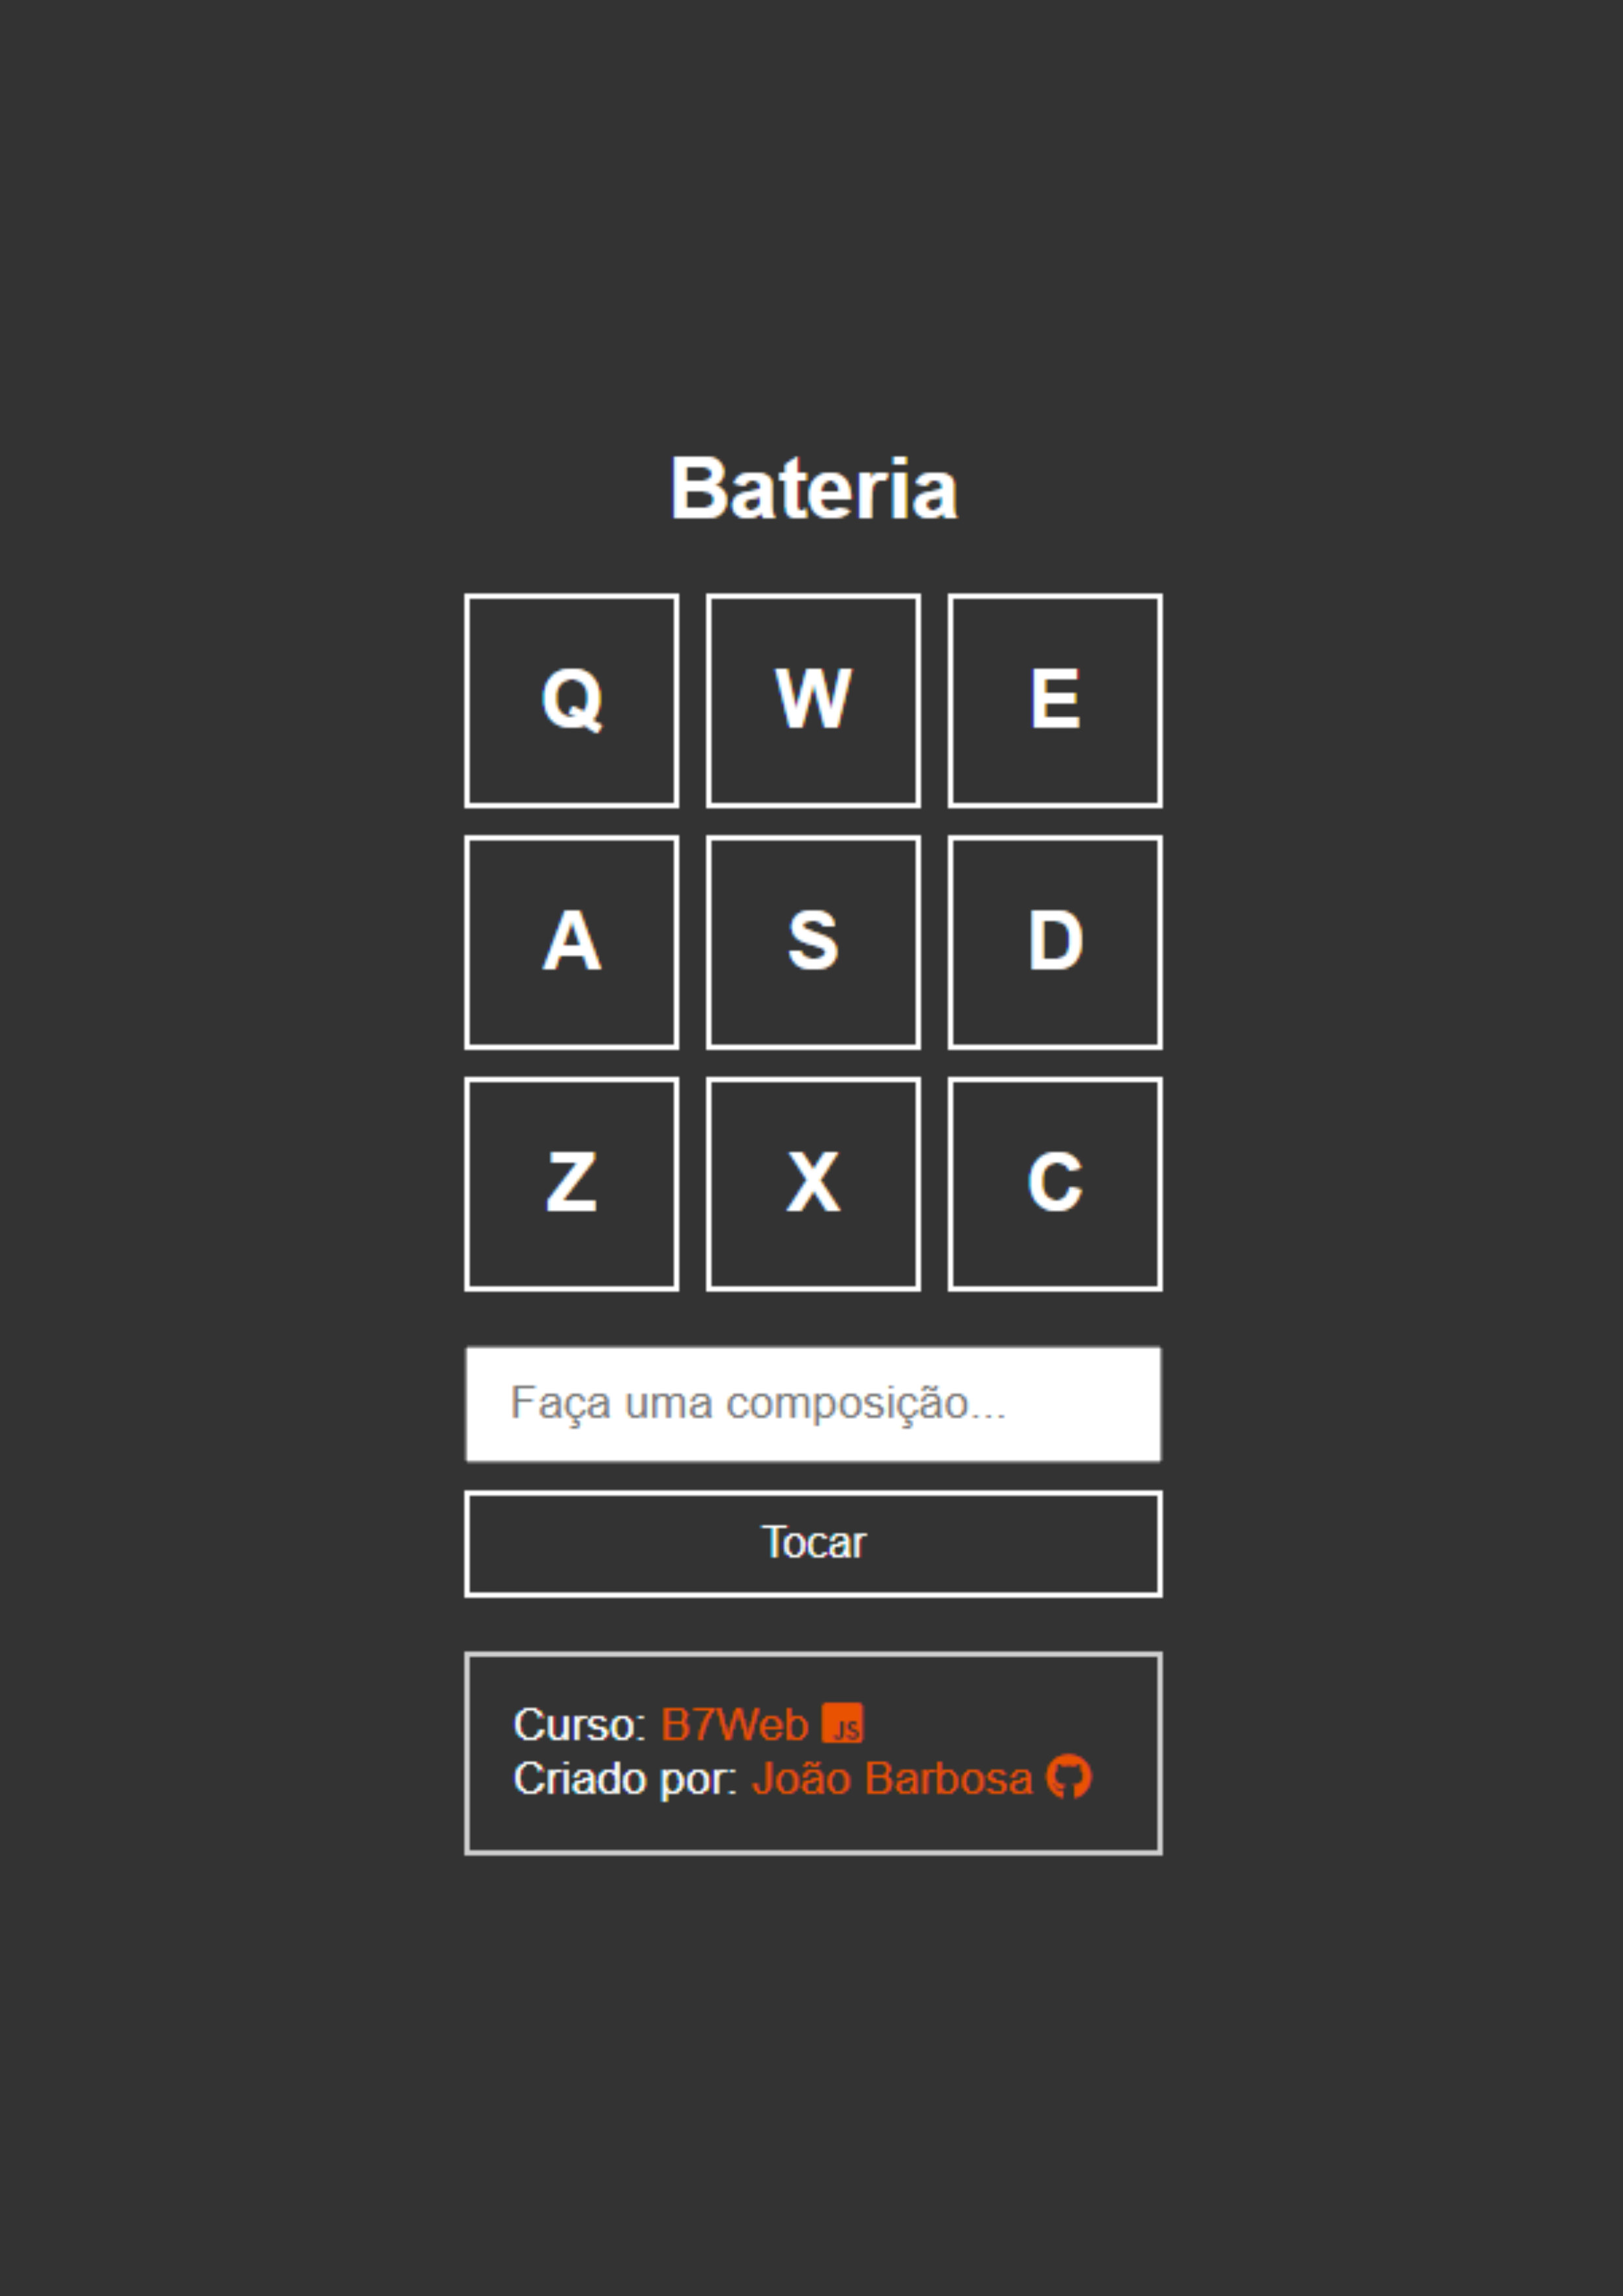 Bateria
Q W E
A S D
Z X C
Faça uma composição...
Tocar
Curso: B7Web JS
Criado por: João Barbosa